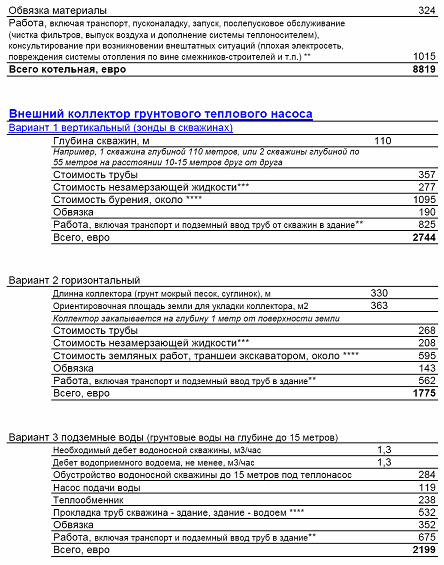 Обвязка материалы 324
Работа, включая транспорт, пусконаладку, запуск, послепусковое обслуживание
(чистка фильтров, выпуск воздуха и дополнение системы теплоносителем),
консультирование при возникновении внештатных ситуаций (плохая электросеть,
повреждения системы отопления по вине смежников-строителей и т.п.) ** 1015
Всего котельная, евро 8819
Внешний коллектор грунтового теплового насоса
Вариант 1 вертикальный (зонды в скважинах)
Глубина скважин, м 110
Например, 1 скважина глубиной 110 метров, или 2 скважины глубиной по
55 метров на расстоянии 10-15 метров друг от друга
Стоимость трубы 357
Стоимость незамерзающей жидкости*** 277
Стоимость бурения, около **** 1095
Обвязка 190
Работа, включая транспорт и подземный ввод труб от скважин в здание** 825
Всего, евро 2744
Вариант 2 горизонтальный
Длинна коллектора (грунт мокрый песок, суглинок), м 330
Ориентировочная площадь земли для укладки коллектора, м2 363
Коллектор закапывается на глубину 1 метр от поверхности земли
Стоимость трубы 268
Стоимость незамерзающей жидкости*** 208
Стоимость земляных работ, траншеи экскаватором, около **** 595
Обвязка 143
Работа, включая транспорт и подземный ввод труб в здание** 562
Всего, евро 1775
Вариант 3 подземные воды (грунтовые воды на глубине до 15 метров)
Необходимый дебет водоносной скважины, м3/час 1,3
Дебет водоприемного водоема, не менее, м3/час 1,3
Обустройство водоносной скважины до 15 метров под теплонасос 284
Насос подачи воды 119
Теплообменник 238
Прокладка труб скважина - здание, здание - водоем **** 532
Обвязка 352
Работа, включая транспорт и подземный ввод труб в здание** 675
Всего, евро 2199